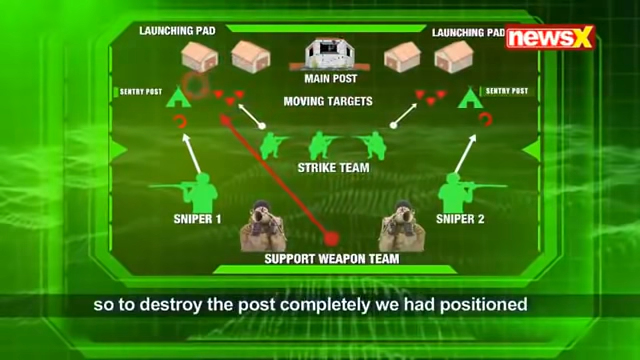 LAUNCHING PAD
LAUNCHING PAD
newsX
MAIN POST
SENTRY POST
SENTRY POST
MOVING TARGETS
STRIKE TEAM
SNIPER 1
SNIPER 2
SUPPORT WEAPON TEAM
so to destroy the post completely we had positioned